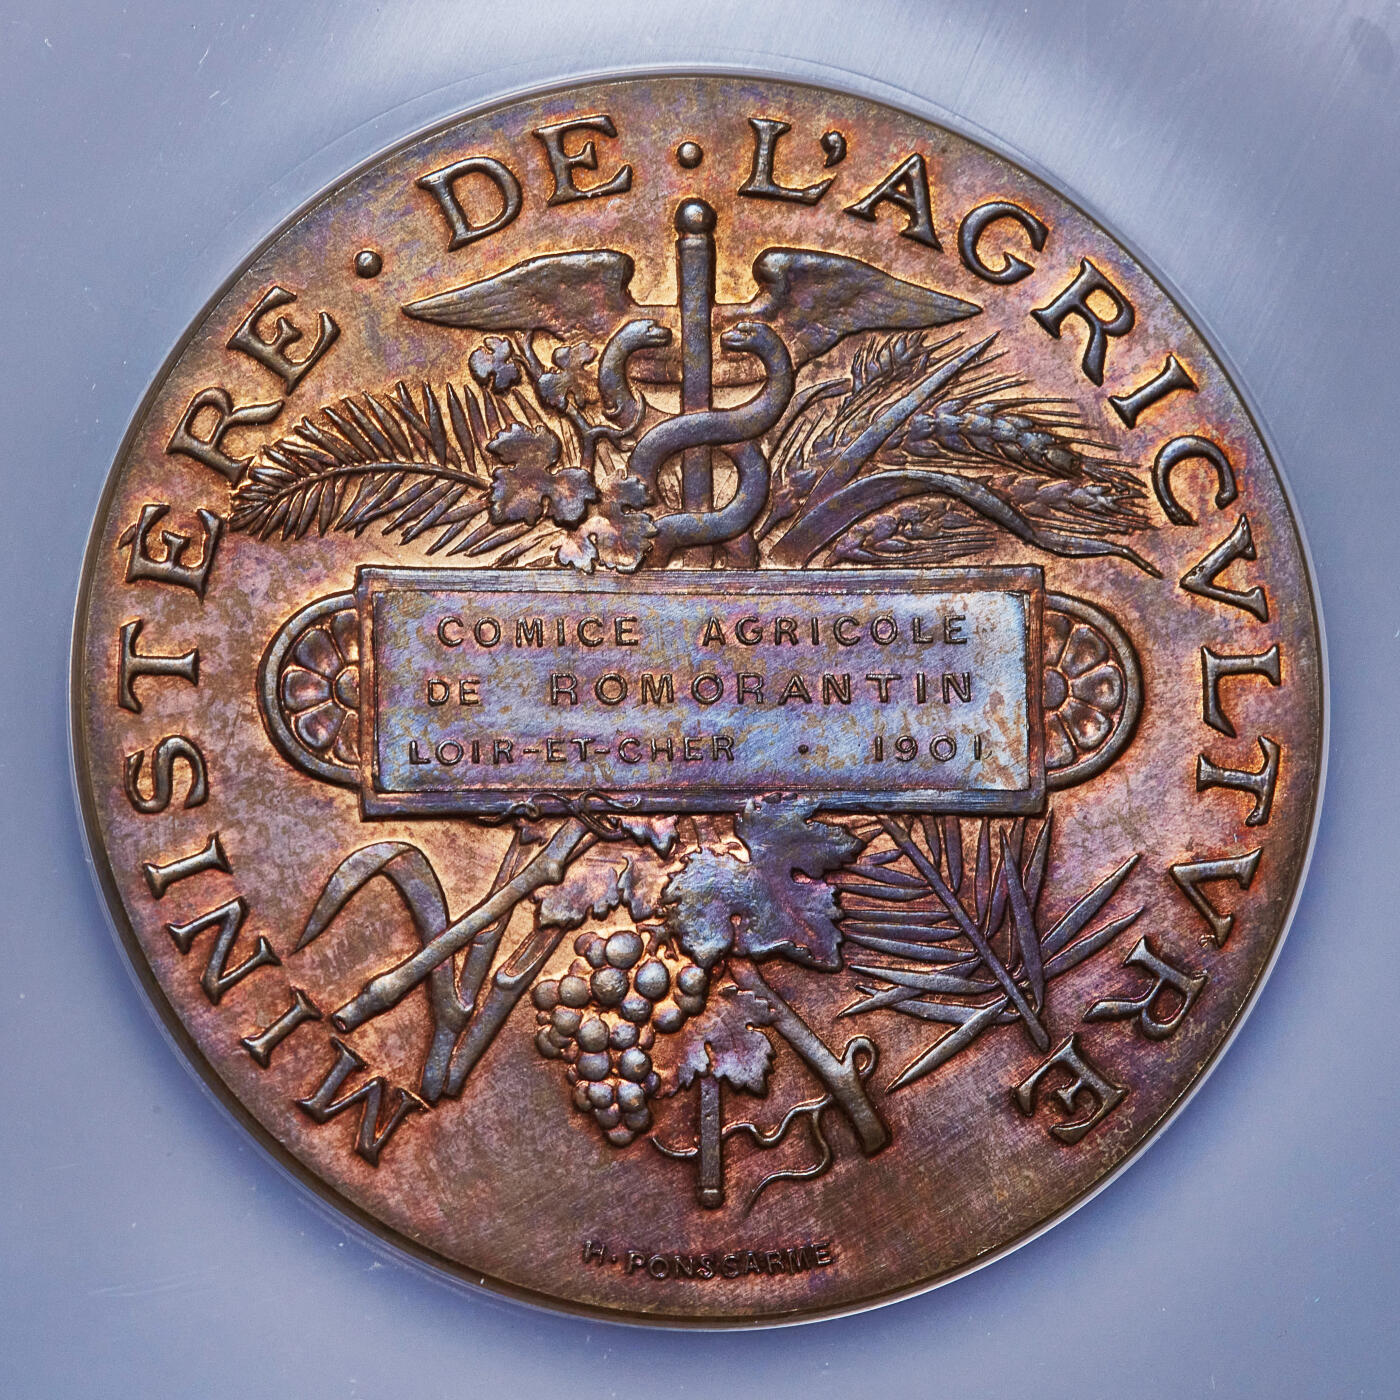 MINISTÈRE · DE · L'AGRICVLTVRE
COMICE AGRICOLE
DE ROMORANTIN
LOIR-ET-CHER · 1901
H· PONSCARME